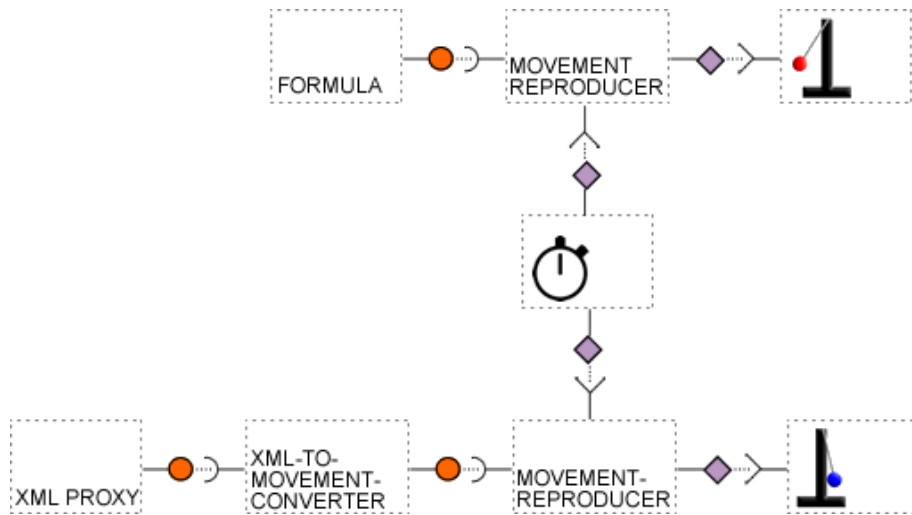 FORMULA
MOVEMENT
REPRODUCER
XML PROXY
XML-TO-
MOVEMENT-
CONVERTER
MOVEMENT-
REPRODUCER